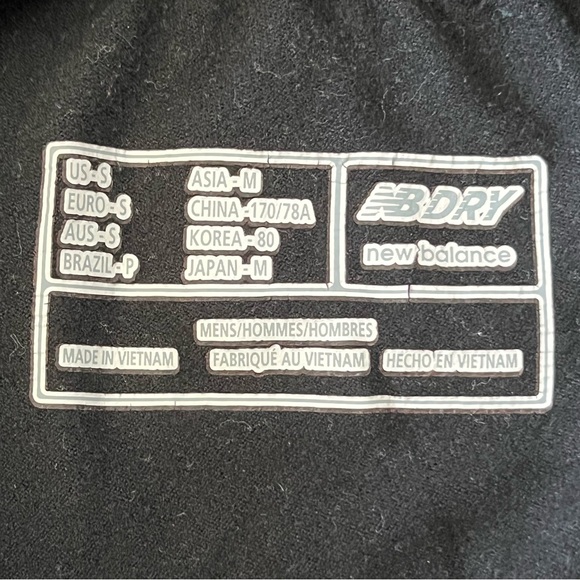 US - S
EURO - S
AUS - S
BRAZIL - P
ASIA - M
CHINA - 170/78A
KOREA - 80
JAPAN - M
NB-DRY
new balance
MENS/HOMMES/HOMBRES
MADE IN VIETNAM FABRIQUÉ AU VIETNAM HECHO EN VIETNAM